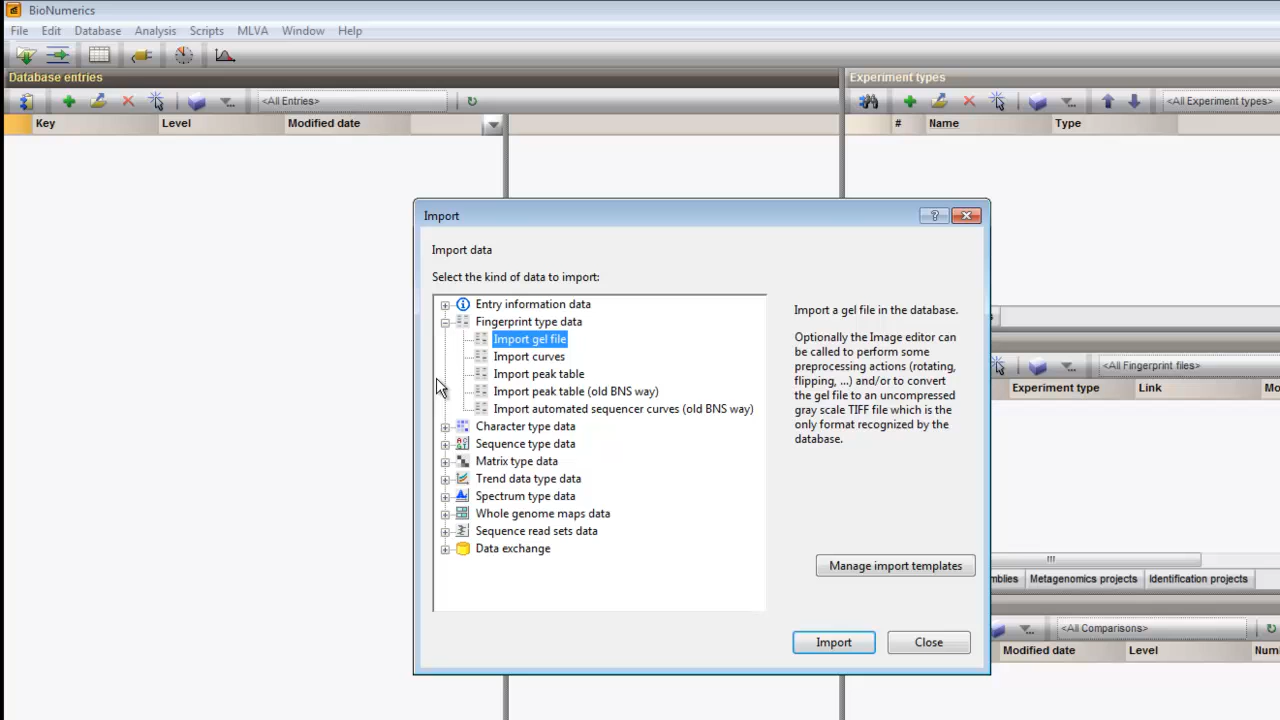 BioNumerics
File Edit Database Analysis Scripts MLVA Window Help
Database entries
Experiment types
<All Entries>
<All Experiment types>
Key Level Modified date
# Name Type
Import
Import data
Select the kind of data to import:
Entry information data
Fingerprint type data
Import gel file
Import curves
Import peak table
Import peak table (old BNS way)
Import automated sequencer curves (old BNS way)
Character type data
Sequence type data
Matrix type data
Trend data type data
Spectrum type data
Whole genome maps data
Sequence read sets data
Data exchange
Import a gel file in the database.
Optionally the Image editor can
be called to perform some
preprocessing actions (rotating,
flipping, ...) and/or to convert
the gel file to an uncompressed
gray scale TIFF file which is the
only format recognized by the
database.
Manage import templates
Import Close
<All Fingerprint files>
Experiment type Link Mo
mblies Metagenomics projects Identification projects
<All Comparisons>
Modified date Level Num